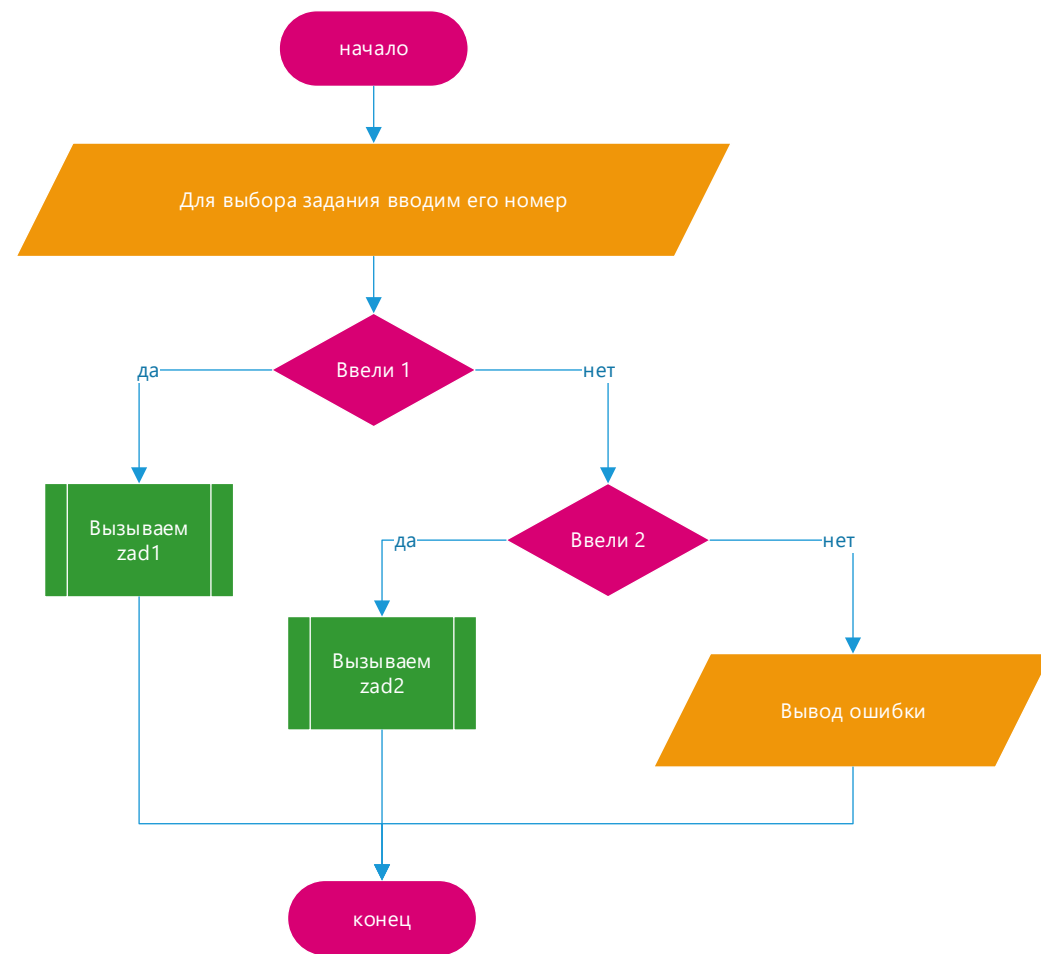 начало
Для выбора задания вводим его номер
Ввели 1
да
нет
Вызываем
zad1
Ввели 2
да
нет
Вызываем
zad2
Вывод ошибки
конец